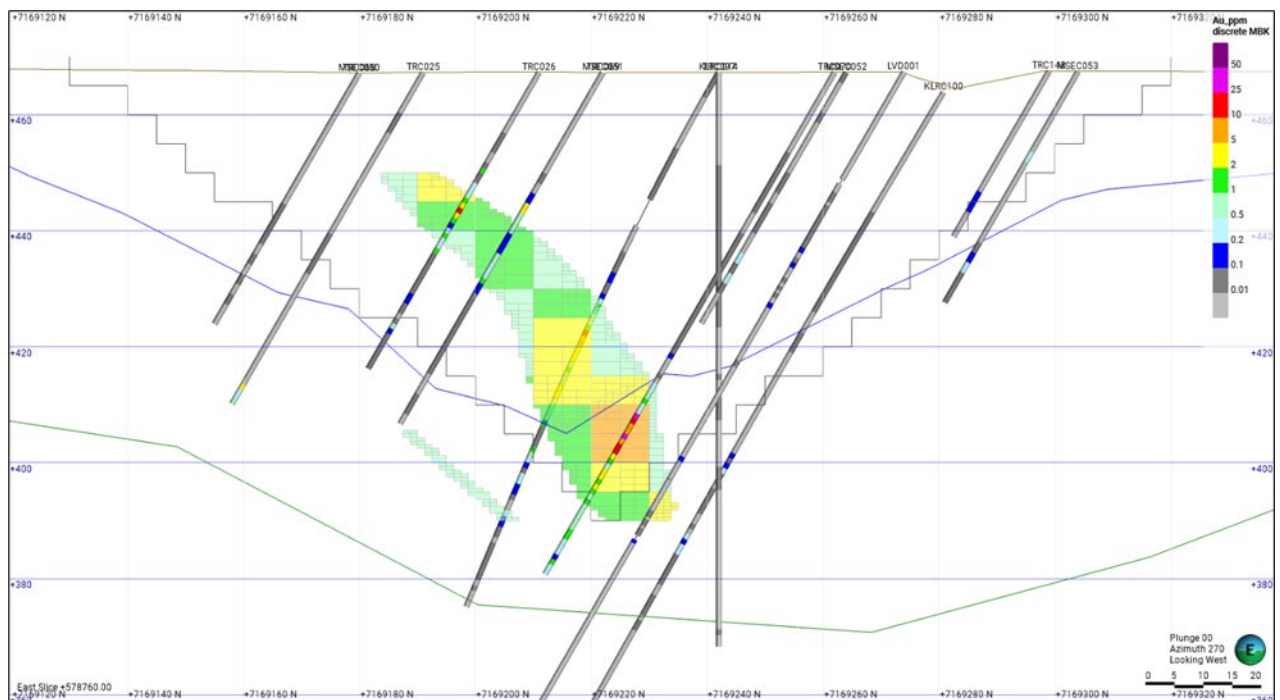 +7169120 N +7169140 N +7169160 N +7169180 N +7169200 N +7169220 N +7169240 N +7169260 N +7169280 N +7169300 N
Au_ppm
discrete MBK
50
25
10
5
2
1
0.5
0.2
0.1
0.01
TRC025 TRC026 LVD001 KLRC100
+460 +460
+440 +440
+420 +420
+400 +400
+380 +380
Plunge 00
Azimuth 270
Looking West
E
0 5 10 15 20
East Slice +578760.00
+7169120 N +7169140 N +7169160 N +7169180 N +7169200 N +7169220 N +7169240 N +7169260 N +7169280 N +7169300 N +7169320 N